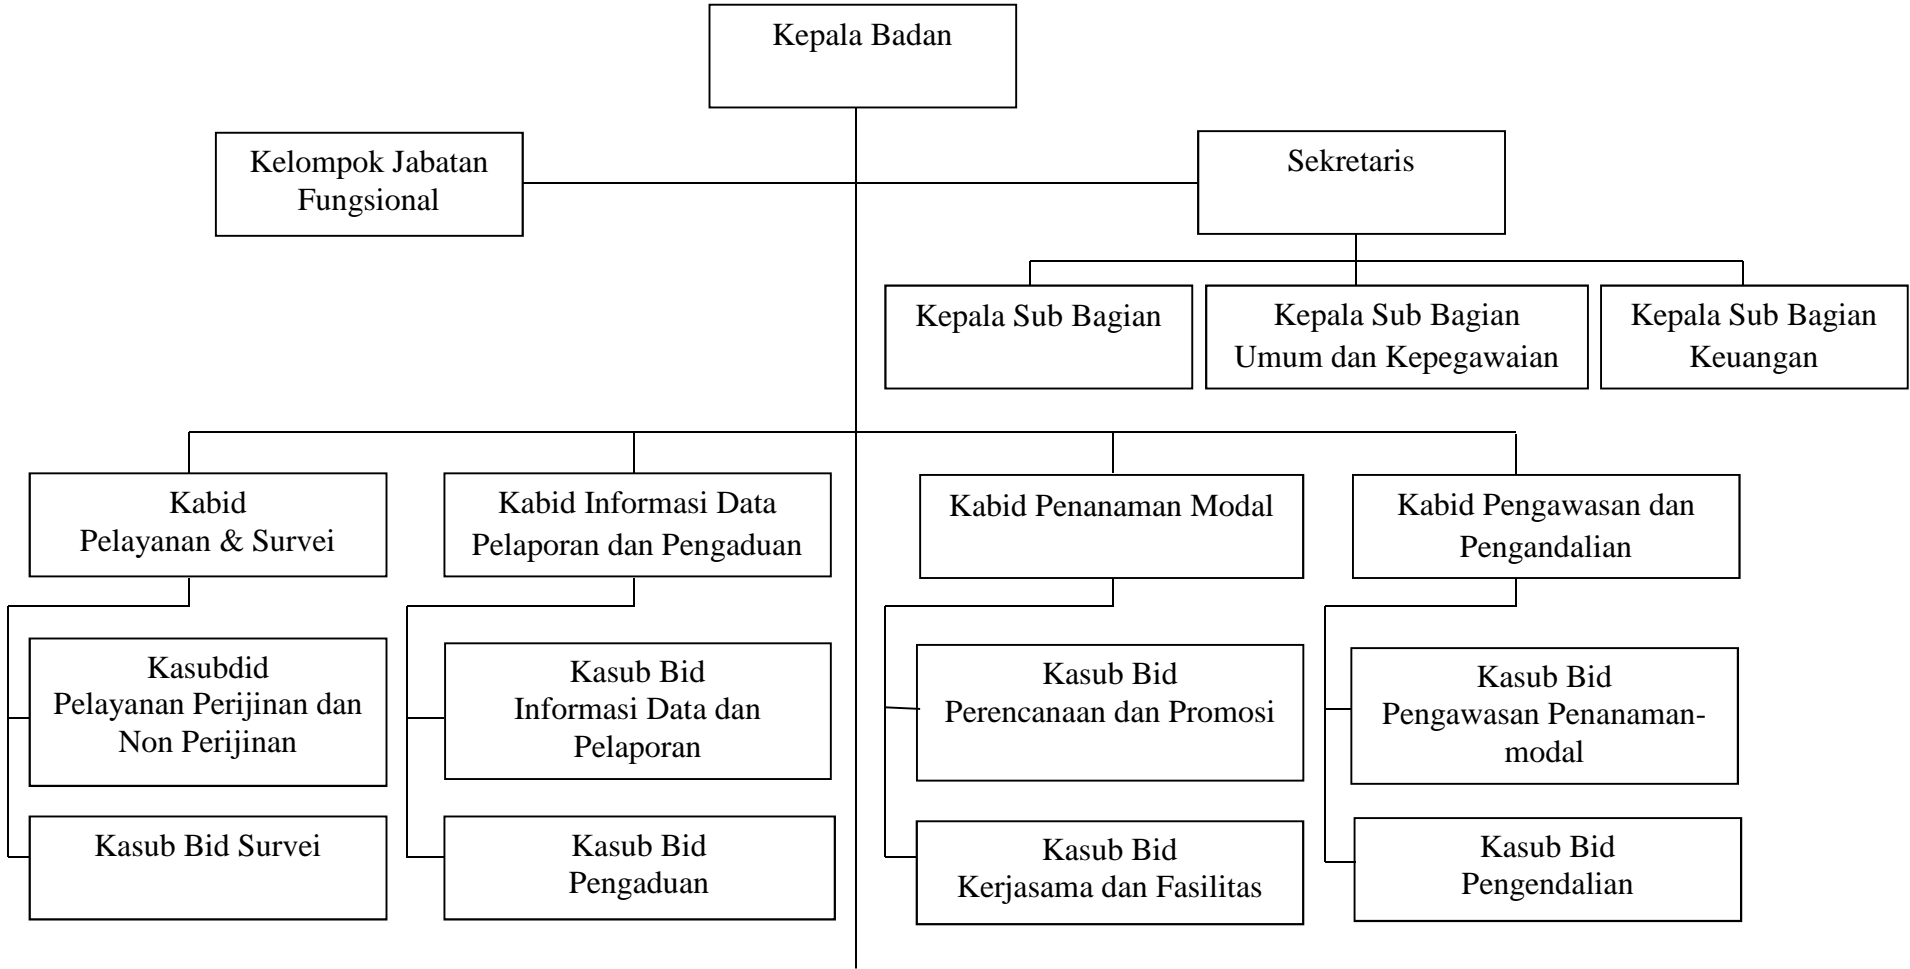 Kepala Badan
Kelompok Jabatan
Fungsional
Sekretaris
Kepala Sub Bagian
Kepala Sub Bagian
Umum dan Kepegawaian
Kepala Sub Bagian
Keuangan
Kabid
Pelayanan & Survei
Kabid Informasi Data
Pelaporan dan Pengaduan
Kabid Penanaman Modal
Kabid Pengawasan dan
Pengandalian
Kasubdid
Pelayanan Perijinan dan
Non Perijinan
Kasub Bid
Informasi Data dan
Pelaporan
Kasub Bid
Perencanaan dan Promosi
Kasub Bid
Pengawasan Penanaman-
modal
Kasub Bid Survei
Kasub Bid
Pengaduan
Kasub Bid
Kerjasama dan Fasilitas
Kasub Bid
Pengendalian